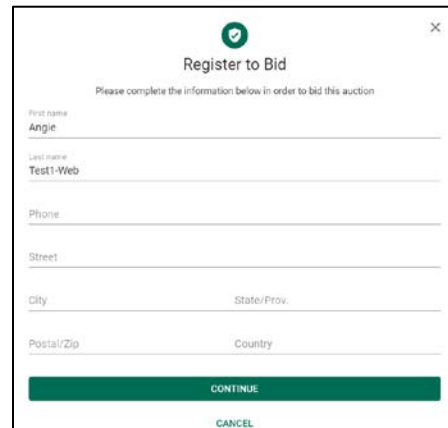 Register to Bid
Please complete the information below in order to bid this auction
First name
Angie
Last name
Test1-Web
Phone
Street
City State/Prov.
Postal/Zip Country
CONTINUE
CANCEL